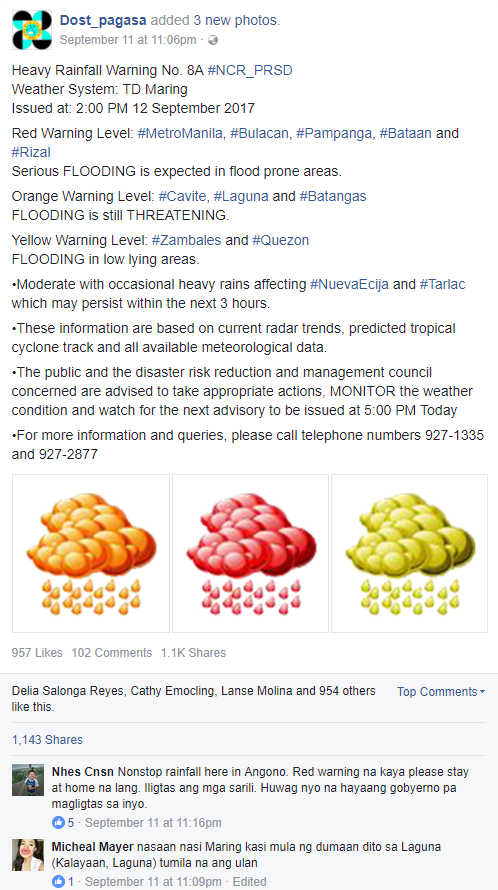 Dost_pagasa added 3 new photos.
September 11 at 11:06pm ·
Heavy Rainfall Warning No. 8A #NCR_PRSD
Weather System: TD Maring
Issued at: 2:00 PM 12 September 2017
Red Warning Level: #MetroManila, #Bulacan, #Pampanga, #Bataan and
#Rizal
Serious FLOODING is expected in flood prone areas.
Orange Warning Level: #Cavite, #Laguna and #Batangas
FLOODING is still THREATENING.
Yellow Warning Level: #Zambales and #Quezon
FLOODING in low lying areas.
•Moderate with occasional heavy rains affecting #NuevaEcija and #Tarlac
which may persist within the next 3 hours.
•These information are based on current radar trends, predicted tropical
cyclone track and all available meteorological data.
•The public and the disaster risk reduction and management council
concerned are advised to take appropriate actions, MONITOR the weather
condition and watch for the next advisory to be issued at 5:00 PM Today
•For more information and queries, please call telephone numbers 927-1335
and 927-2877
957 Likes 102 Comments 1.1K Shares
Delia Salonga Reyes, Cathy Emocling, Lanse Molina and 954 others
like this.
Top Comments
1,143 Shares
Nhes Cnsn Nonstop rainfall here in Angono. Red warning na kaya please stay
at home na lang. Iligtas ang mga sarili. Huwag nyo na hayaang gobyerno pa
magligtas sa inyo.
5 · September 11 at 11:16pm
Micheal Mayer nasaan nasi Maring kasi mula ng dumaan dito sa Laguna
(Kalayaan, Laguna) tumila na ang ulan
1 · September 11 at 11:09pm · Edited